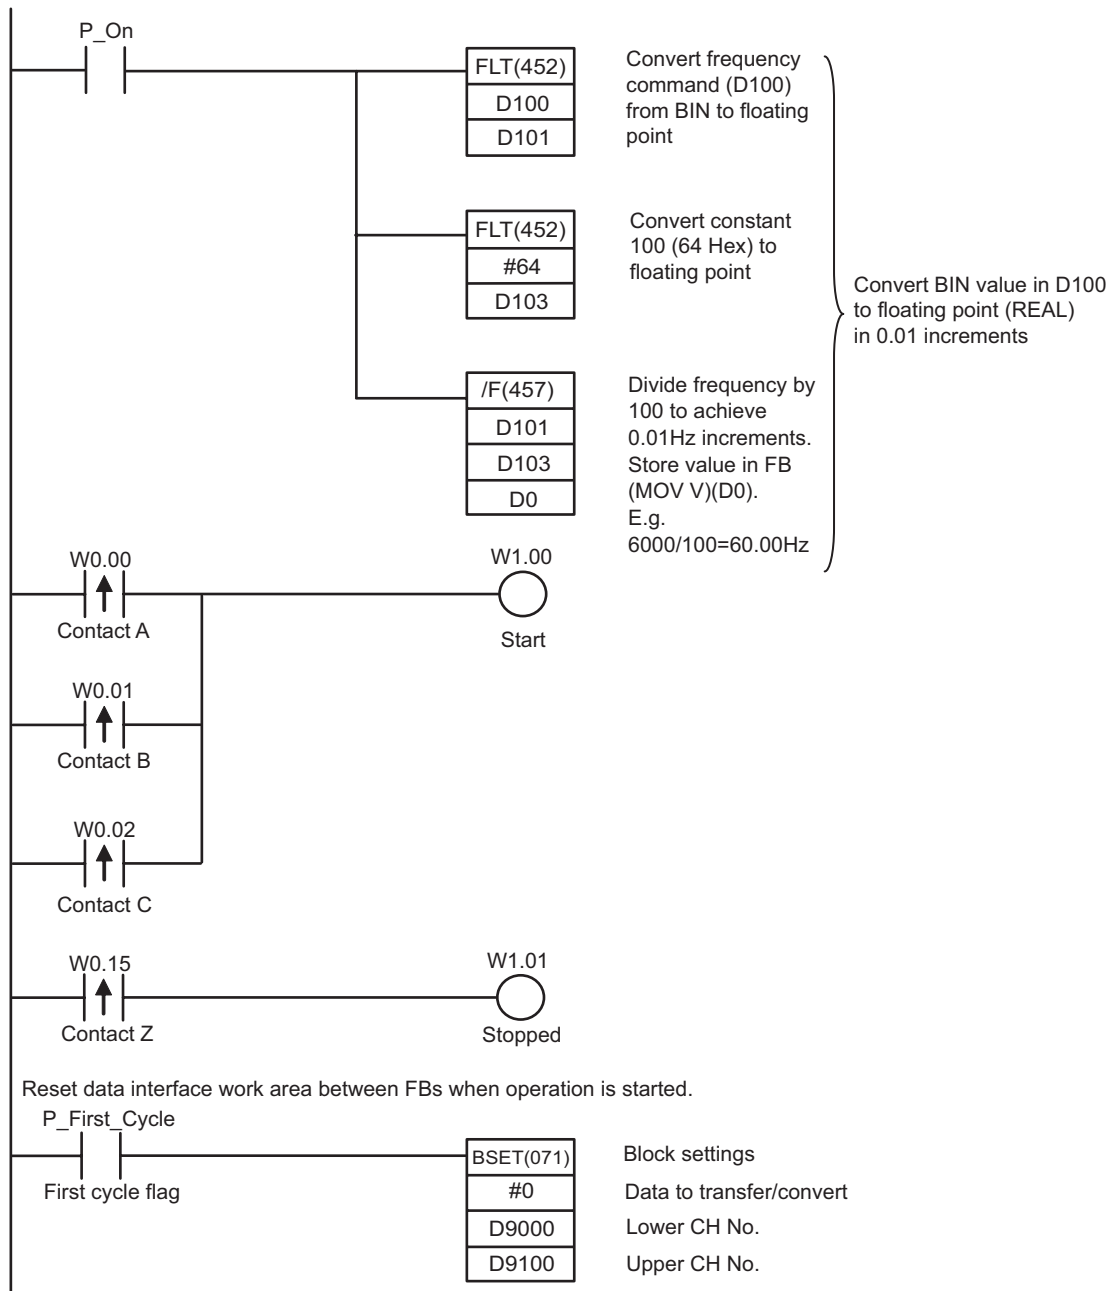 P_On
FLT(452)
D100
D101
Convert frequency
command (D100)
from BIN to floating
point
FLT(452)
#64
D103
Convert constant
100 (64 Hex) to
floating point
Convert BIN value in D100
to floating point (REAL)
in 0.01 increments
/F(457)
D101
D103
D0
Divide frequency by
100 to achieve
0.01Hz increments.
Store value in FB
(MOV V)(D0).
E.g.
6000/100=60.00Hz
W0.00
Contact A
W1.00
Start
W0.01
Contact B
W0.02
Contact C
W0.15
Contact Z
W1.01
Stopped
Reset data interface work area between FBs when operation is started.
P_First_Cycle
First cycle flag
BSET(071)
Block settings
#0
Data to transfer/convert
D9000
Lower CH No.
D9100
Upper CH No.